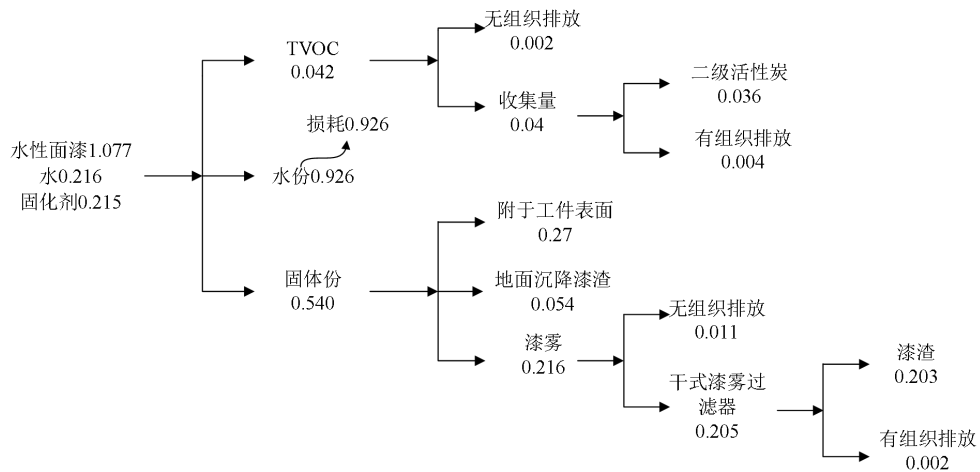 水性面漆1.077
水0.216
固化剂0.215
TVOC
0.042
无组织排放
0.002
收集量
0.04
二级活性炭
0.036
有组织排放
0.004
损耗0.926
水份0.926
固体份
0.540
附于工件表面
0.27
地面沉降漆渣
0.054
漆雾
0.216
无组织排放
0.011
干式漆雾过
滤器
0.205
漆渣
0.203
有组织排放
0.002